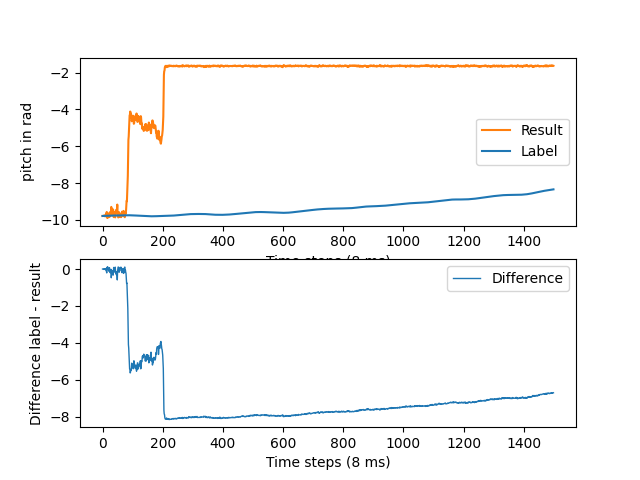 −2
−4
−6
−8
−10
pitch in rad
Result
Label
0 200 400 600 800 1000 1200 1400
Time steps (8 ms)
0
−2
−4
−6
−8
Difference label - result
Difference
0 200 400 600 800 1000 1200 1400
Time steps (8 ms)